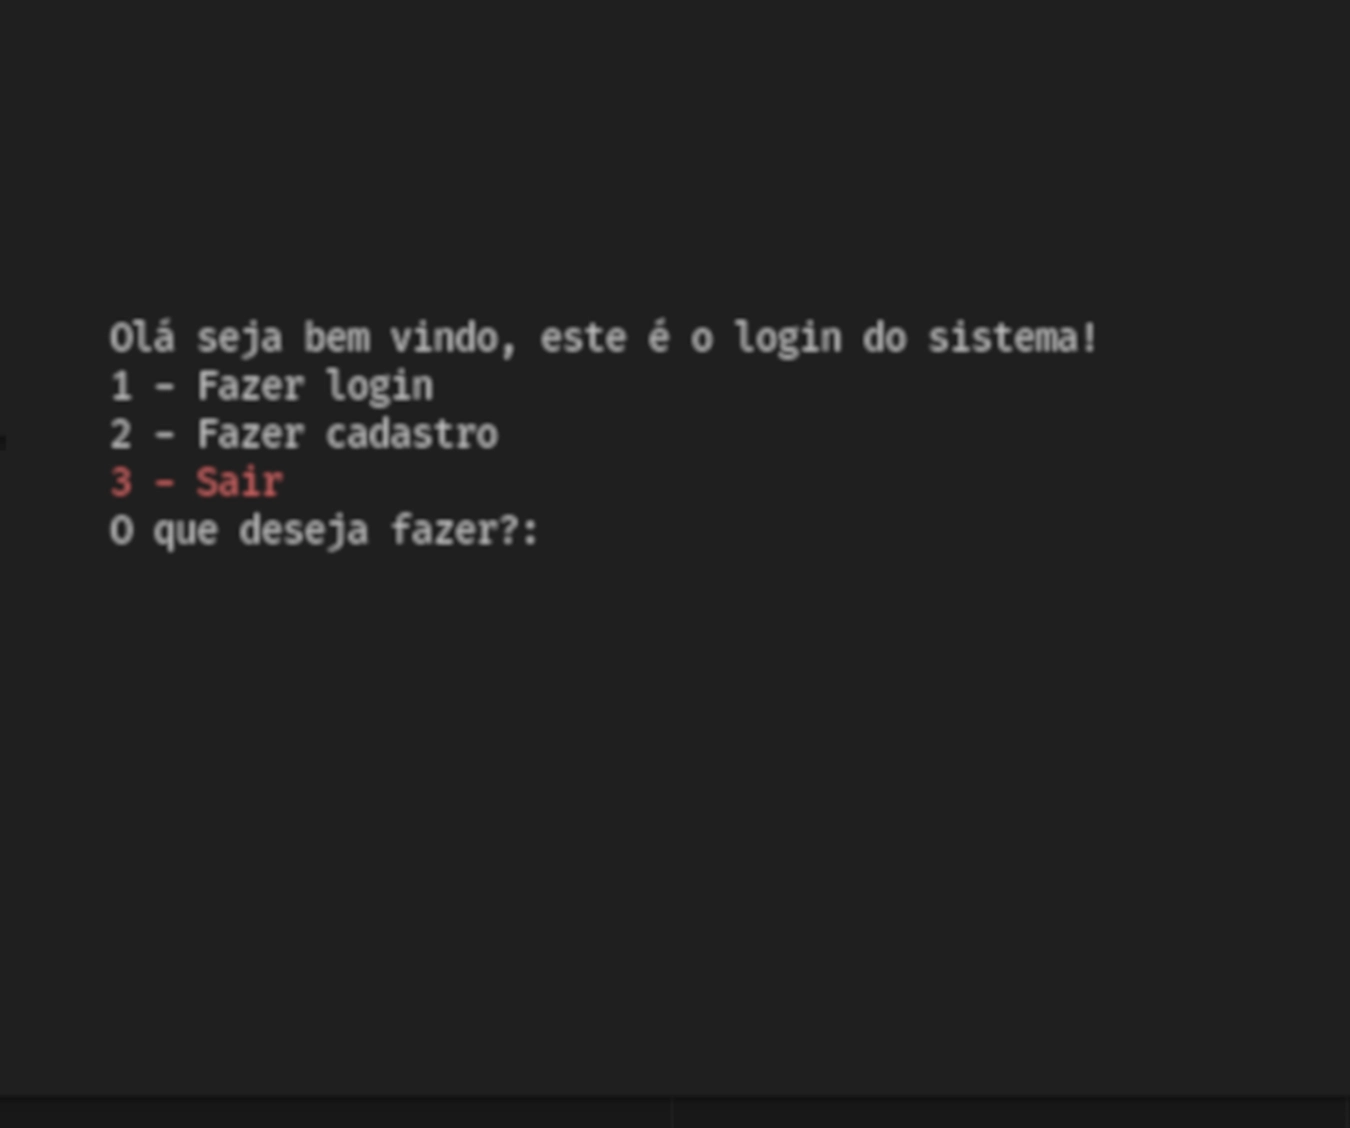 Olá seja bem vindo, este é o login do sistema!
1 - Fazer login
2 - Fazer cadastro
3 - Sair
O que deseja fazer?: